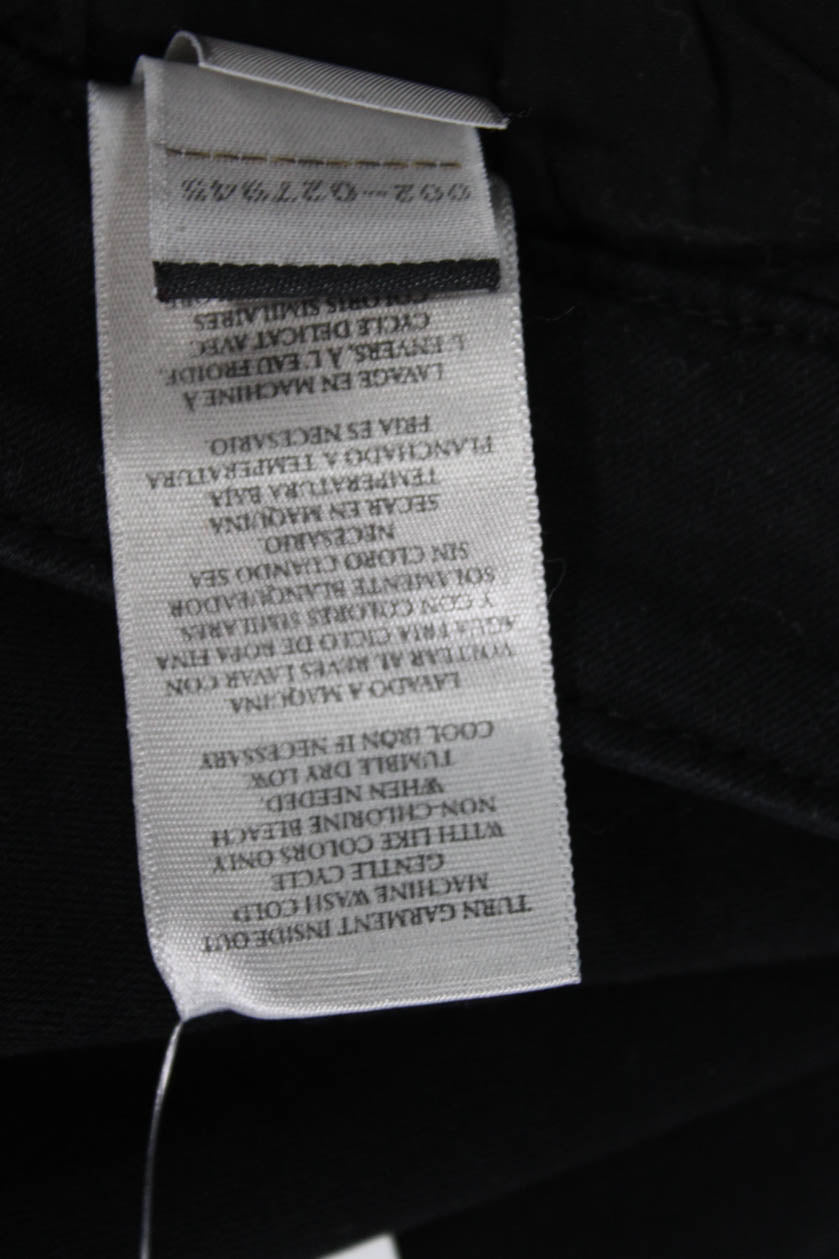 TURN GARMENT INSIDE OUT
MACHINE WASH COLD
GENTLE CYCLE
WITH LIKE COLORS ONLY
NON-CHLORINE BLEACH
WHEN NEEDED.
TUMBLE DRY LOW.
COOL IRON IF NECESSARY
LAVADO A MAQUINA
VOLTEAR AL REVES LAVAR CON
AGUA FRIA CICLO DE ROPA FINA
Y CON COLORES SIMILARES
SOLAMENTE BLANQUEADOR
SIN CLORO CUANDO SEA
NECESARIO.
SECAR EN MAQUINA
TEMPERATURA BAJA
PLANCHADO A TEMPERATURA
FRIA ES NECESARIO.
LAVAGE EN MACHINE À
L'ENVERS, À L'EAU FROIDE,
CYCLE DELICAT AVEC
COLORIS SIMILAIRES
002-027945